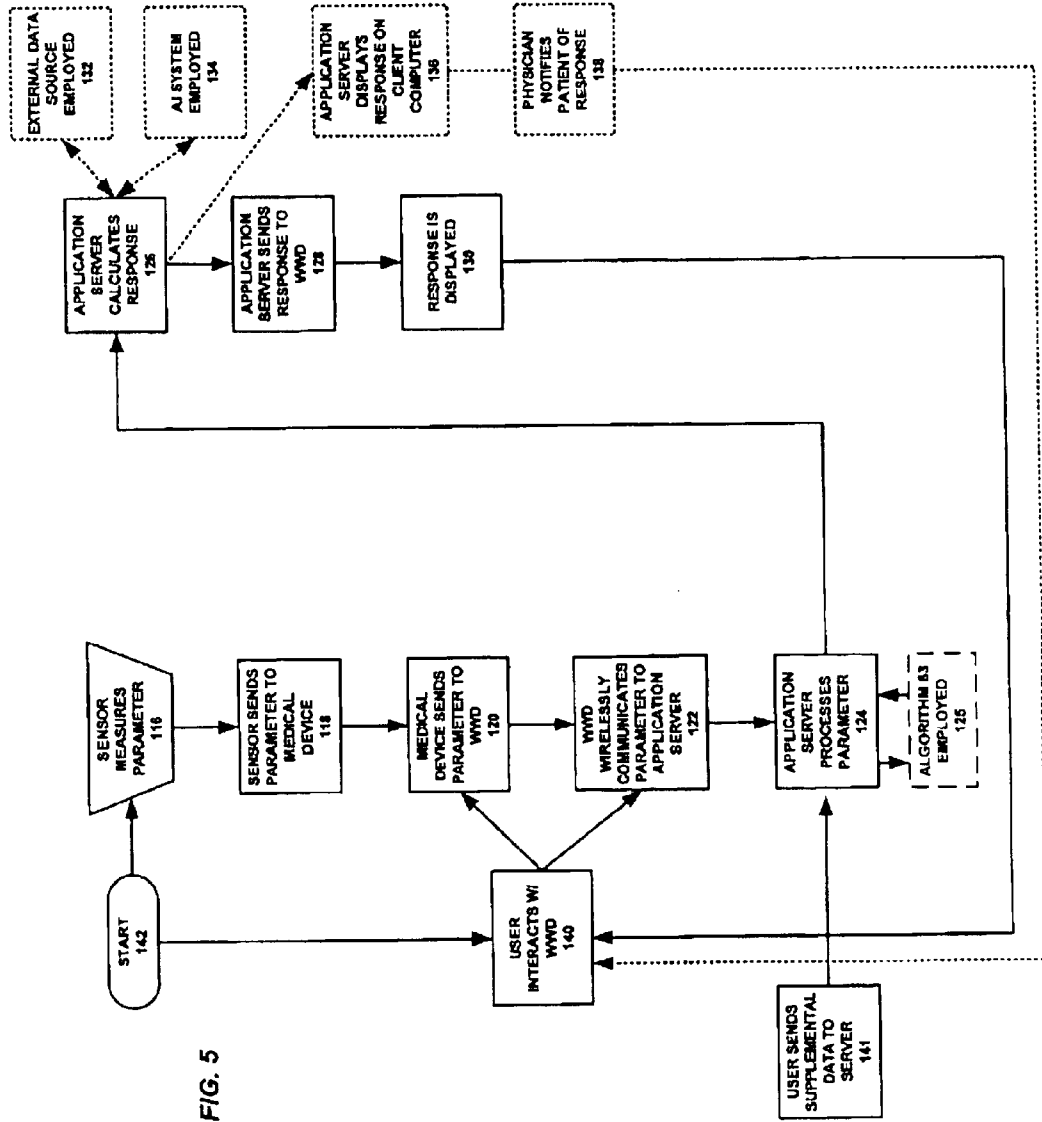 FIG. 5
START
142
SENSOR
MEASURES
PARAMETER
116
SENSOR SENDS
PARAMETER TO
MEDICAL
DEVICE
118
MEDICAL
DEVICE SENDS
PARAMETER TO
WWD
120
WWD
WIRELESSLY
COMMUNICATES
PARAMETER TO
APPLICATION
SERVER
122
APPLICATION
SERVER
PROCESSES
PARAMETER
124
ALGORITHM 63
EMPLOYED
125
USER
INTERACTS W/
WWD
140
USER SENDS
SUPPLEMENTAL
DATA TO
SERVER
141
APPLICATION
SERVER
CALCULATES
RESPONSE
126
APPLICATION
SERVER SENDS
RESPONSE TO
WWD
128
RESPONSE IS
DISPLAYED
130
EXTERNAL DATA
SOURCE
EMPLOYED
132
AI SYSTEM
EMPLOYED
134
APPLICATION
SERVER
DISPLAYS
RESPONSE ON
CLIENT
COMPUTER
136
PHYSICIAN
NOTIFIES
PATIENT OF
RESPONSE
138